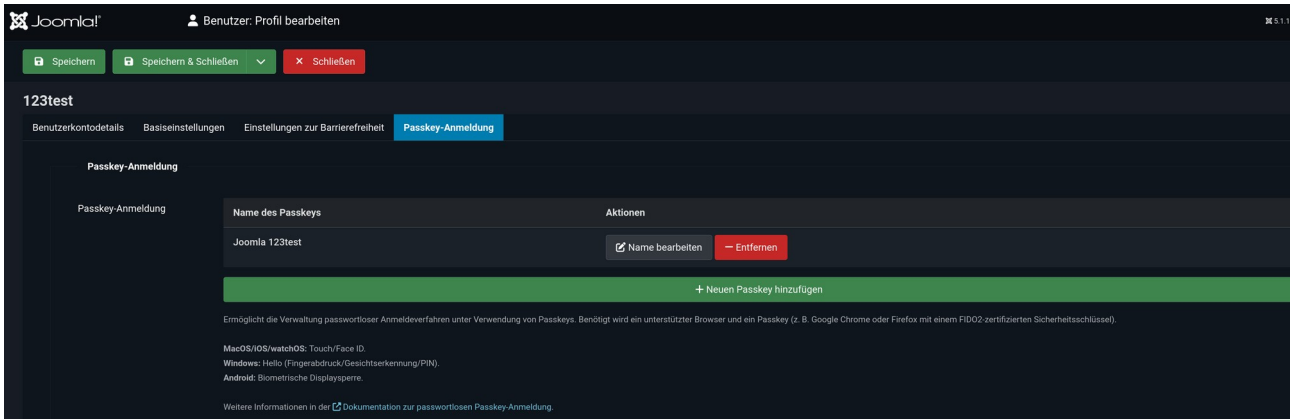 Joomla!® Benutzer: Profil bearbeiten 5.1.1
Speichern Speichern & Schließen Schließen
123test
Benutzerkontodetails Basiseinstellungen Einstellungen zur Barrierefreiheit Passkey-Anmeldung
Passkey-Anmeldung
Passkey-Anmeldung
Name des Passkeys Aktionen
Joomla 123test Name bearbeiten Entfernen
+ Neuen Passkey hinzufügen
Ermöglicht die Verwaltung passwortloser Anmeldeverfahren unter Verwendung von Passkeys. Benötigt wird ein unterstützter Browser und ein Passkey (z. B. Google Chrome oder Firefox mit einem FIDO2-zertifizierten Sicherheitsschlüssel).
MacOS/iOS/watchOS: Touch/Face ID.
Windows: Hello (Fingerabdruck/Gesichtserkennung/PIN).
Android: Biometrische Displaysperre.
Weitere Informationen in der Dokumentation zur passwortlosen Passkey-Anmeldung.